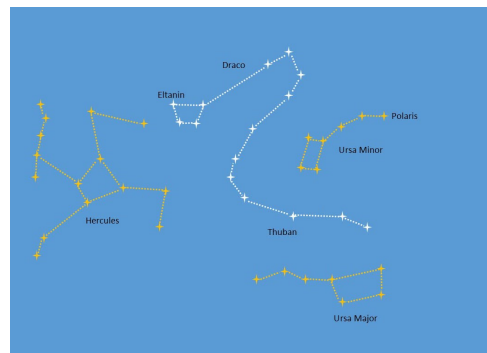 Draco
Eltanin
Polaris
Ursa Minor
Hercules
Thuban
Ursa Major